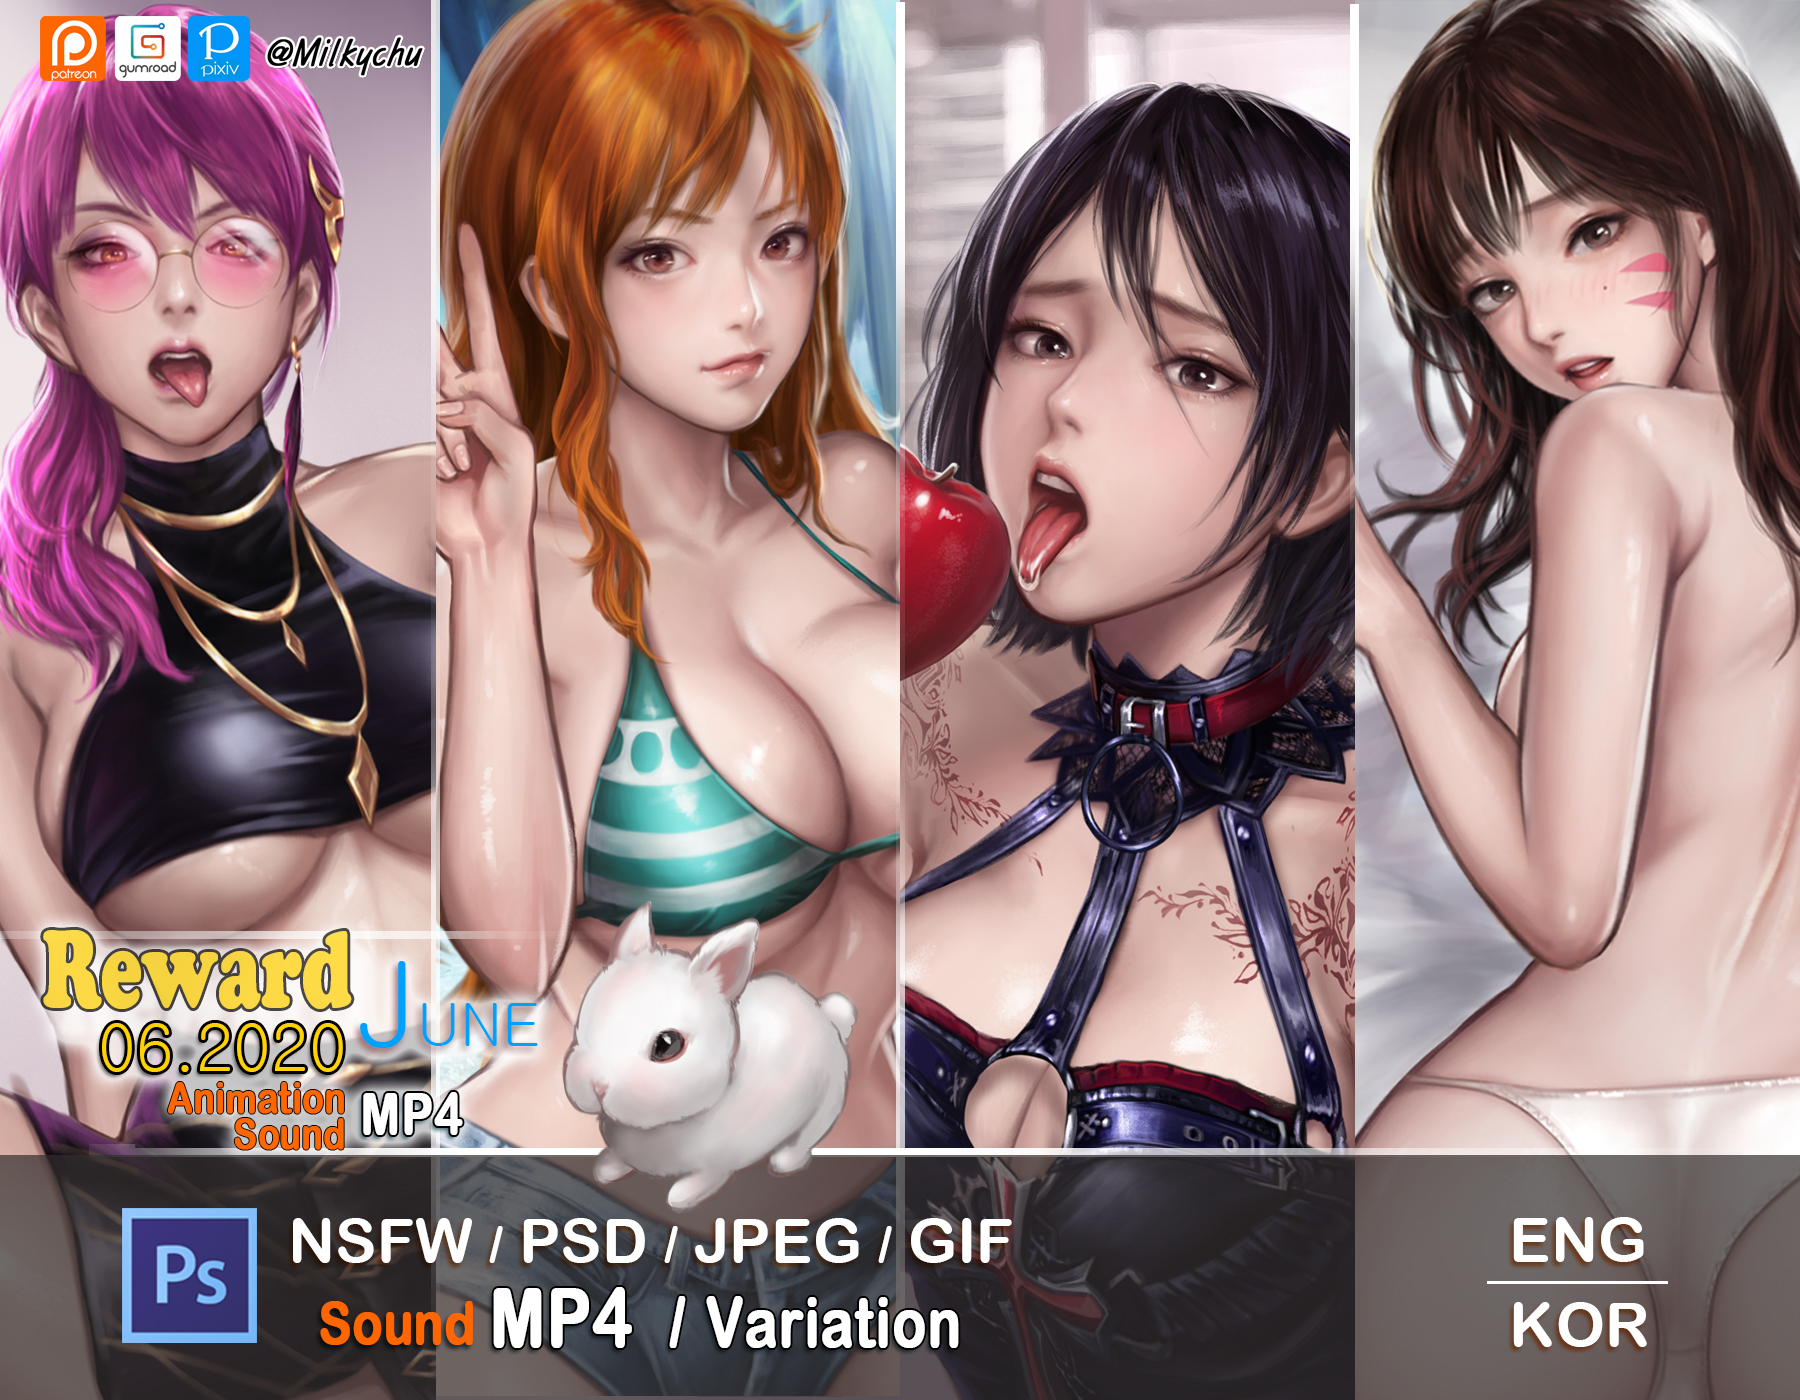 patreon gumroad pixiv @Milkychu
Reward
06.2020 JUNE
Animation
Sound MP4
Ps
NSFW / PSD / JPEG / GIF
Sound MP4 / Variation
ENG
KOR